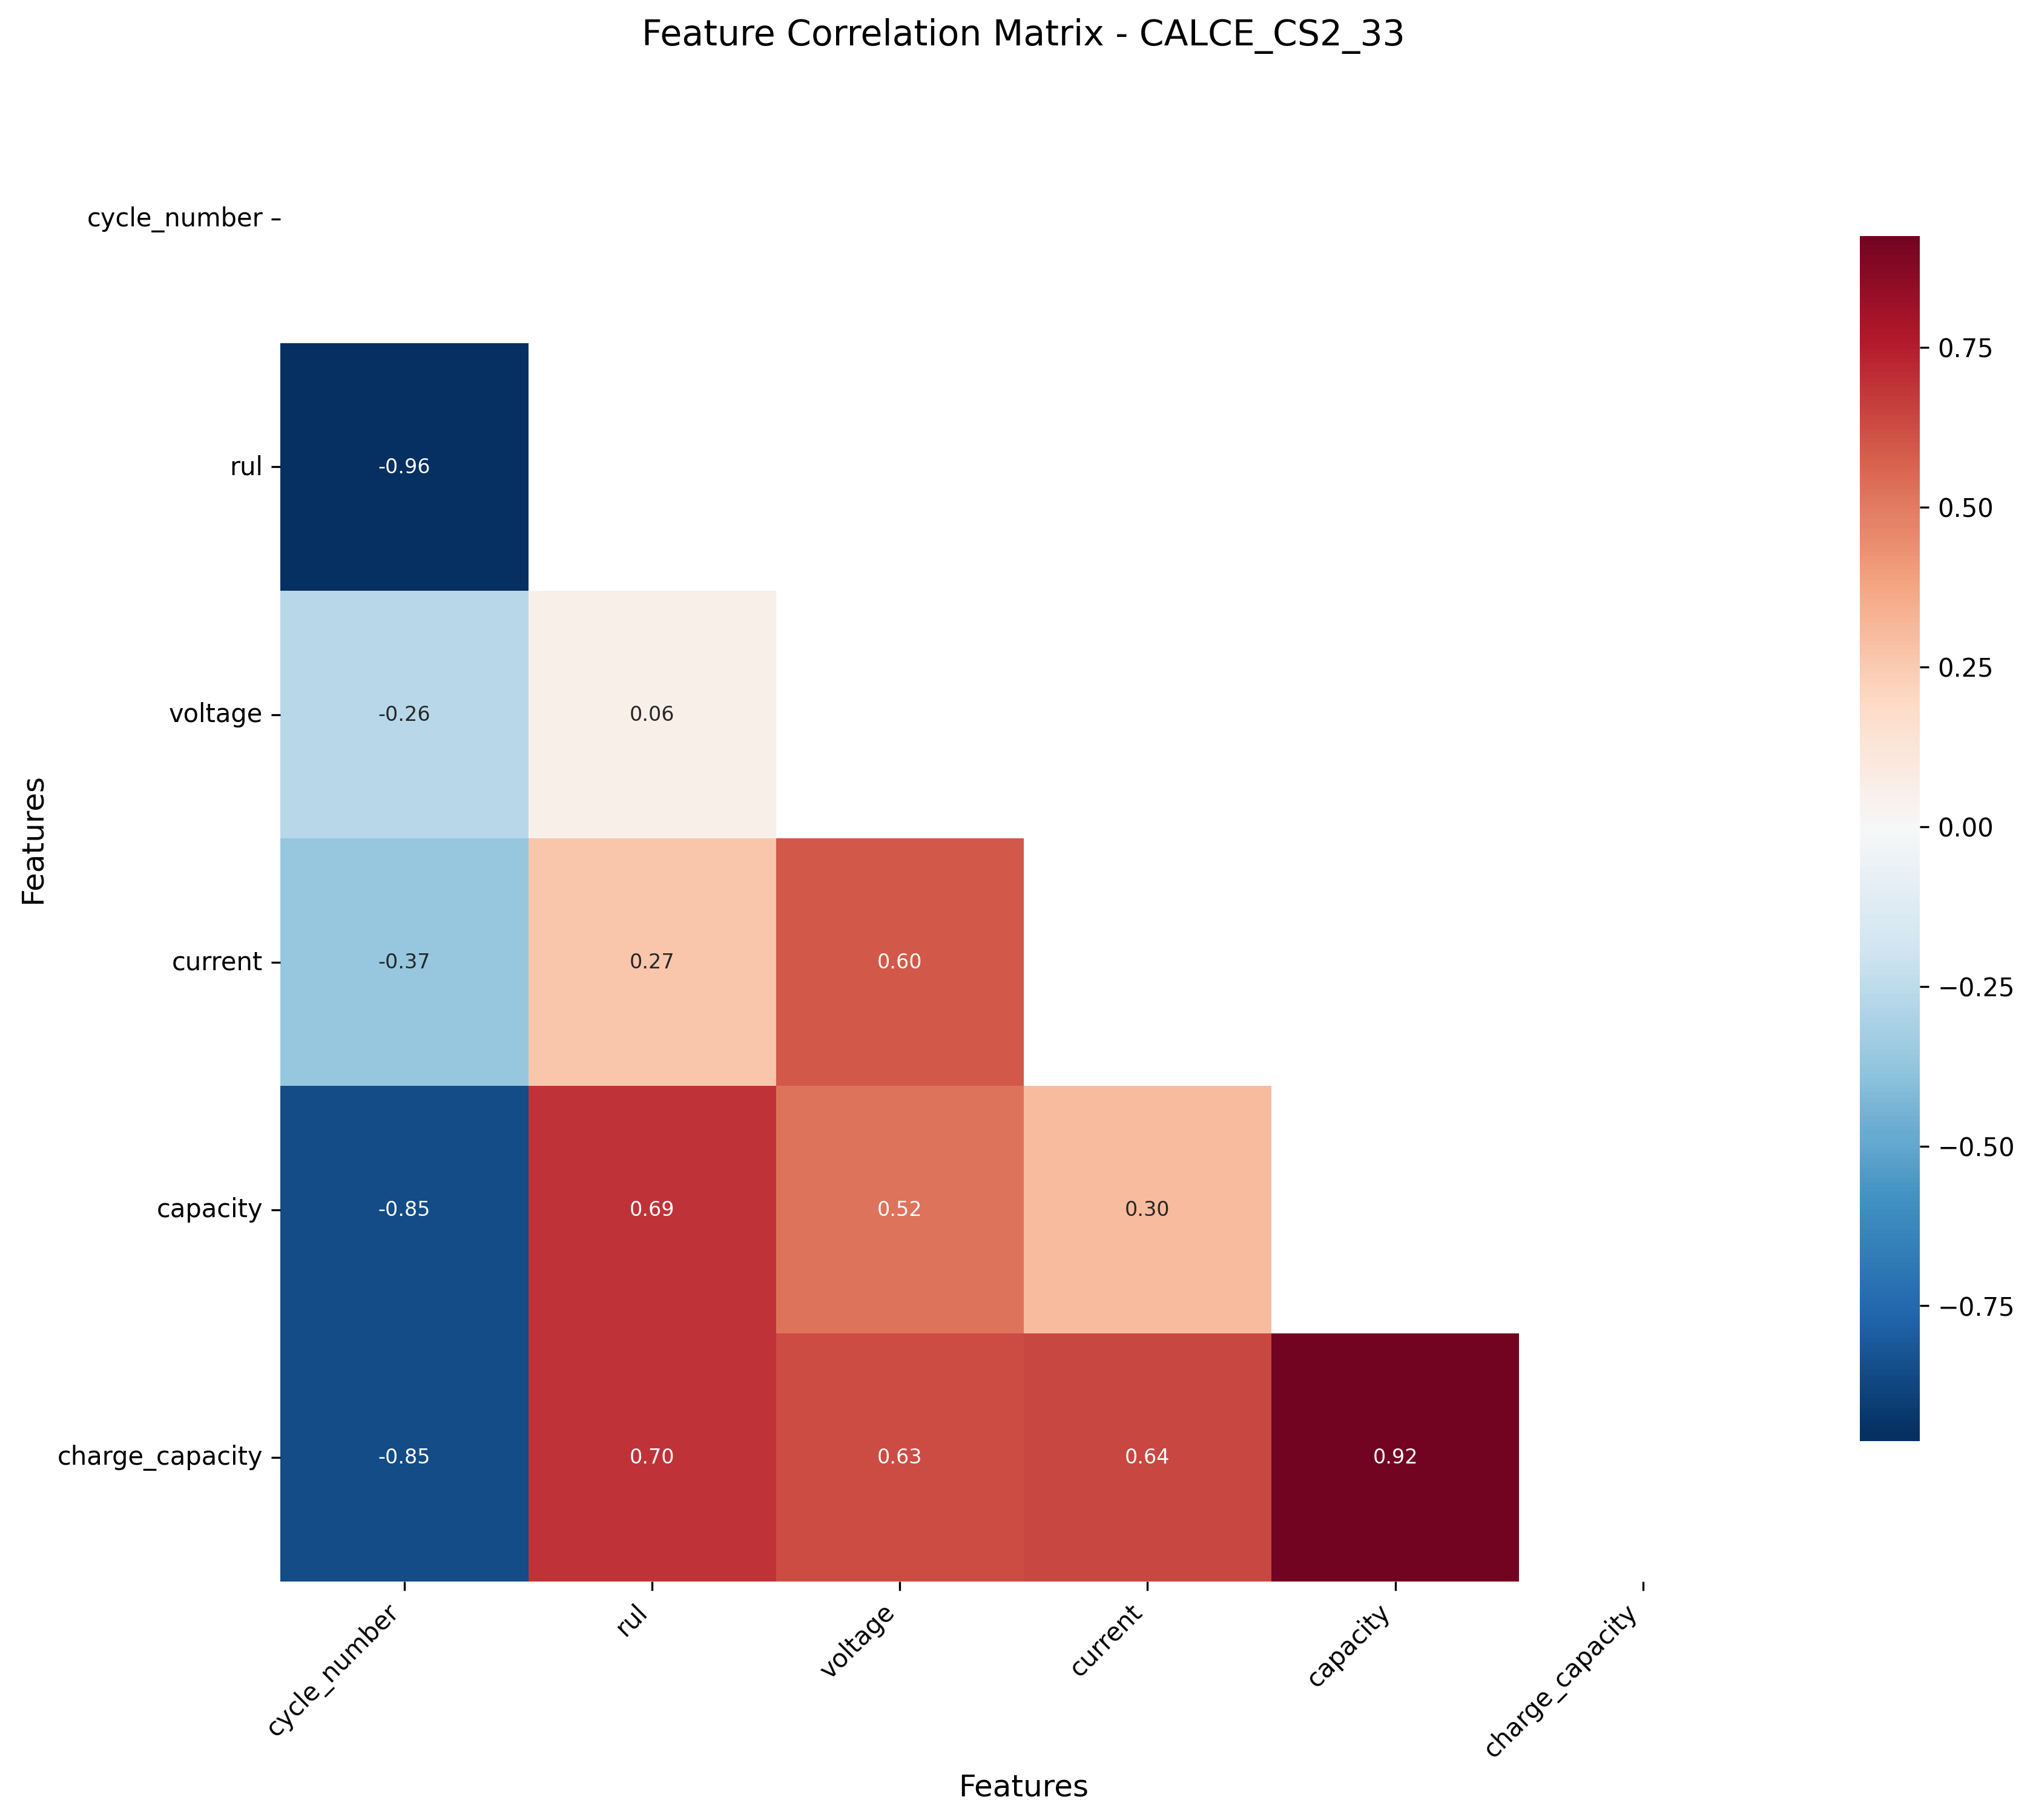 Feature Correlation Matrix - CALCE_CS2_33
cycle_number
rul
voltage
current
capacity
charge_capacity
Features
-0.96
-0.26 0.06
-0.37 0.27 0.60
-0.85 0.69 0.52 0.30
-0.85 0.70 0.63 0.64 0.92
cycle_number
rul
voltage
current
capacity
charge_capacity
Features
0.75
0.50
0.25
0.00
−0.25
−0.50
−0.75